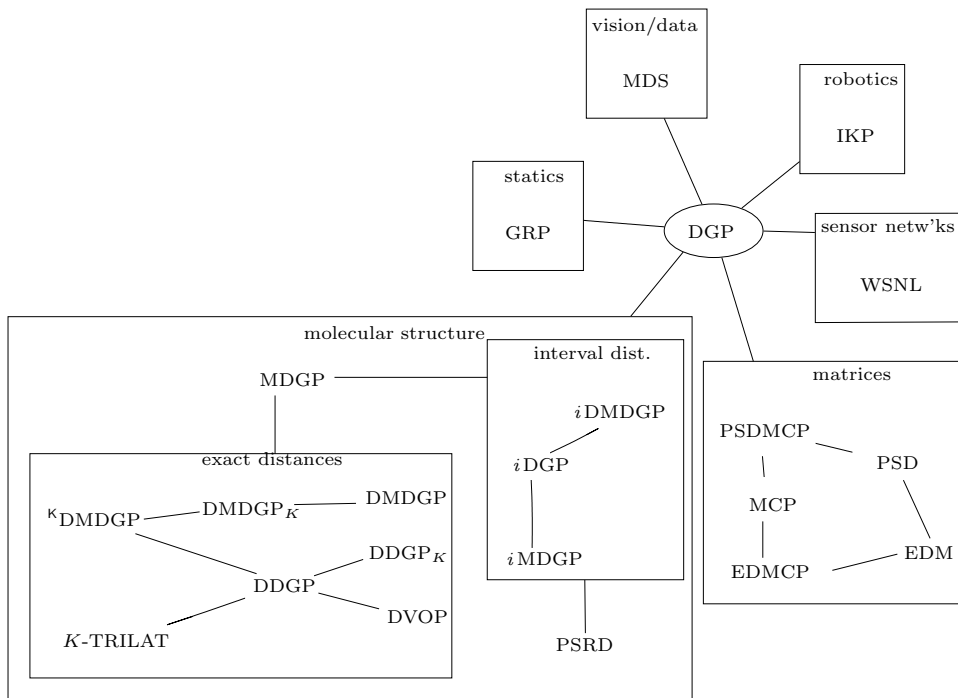 vision/data
MDS
robotics
IKP
statics
GRP
DGP
sensor netw'ks
WSNL
molecular structure
MDGP
interval dist.
iDMDGP
iDGP
iMDGP
PSRD
exact distances
ᴷDMDGP
DMDGP_K
DMDGP
DDGP_K
DDGP
DVOP
K-TRILAT
matrices
PSDMCP
PSD
MCP
EDM
EDMCP